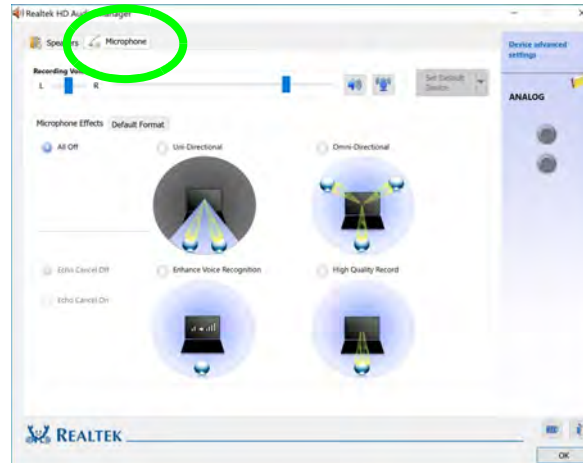 Realtek HD Audio Manager
Speakers
Microphone
Device advanced
settings
Recording Volume
L R
Set Default
Device
ANALOG
Microphone Effects
Default Format
All Off
Uni-Directional
Omni-Directional
Echo Cancel Off
Enhance Voice Recognition
High Quality Record
Echo Cancel On
REALTEK
OK